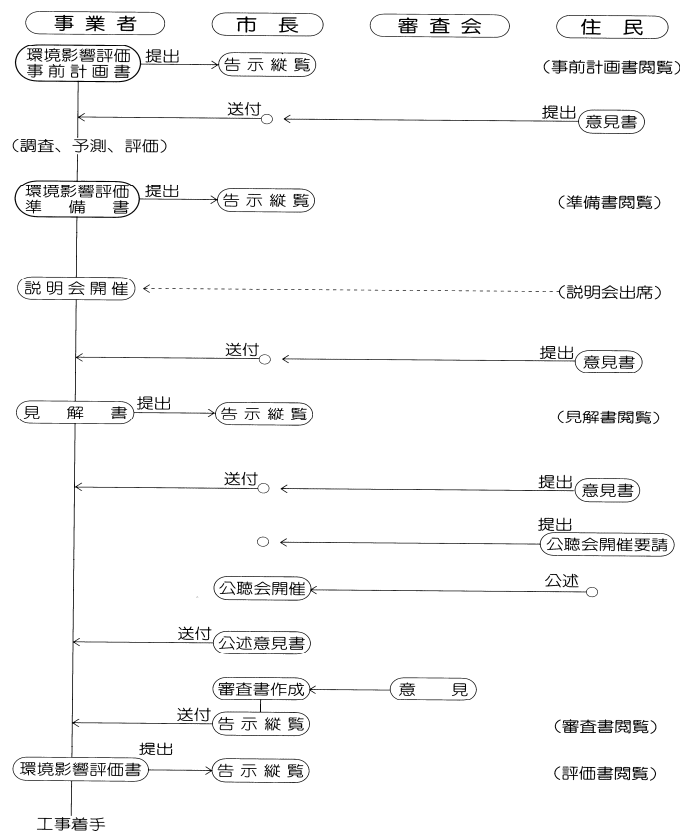 事業者 市長 審査会 住民
環境影響評価
事前計画書 提出 告示縦覧 (事前計画書閲覧)
送付 提出 意見書
(調査、予測、評価)
環境影響評価
準備書 提出 告示縦覧 (準備書閲覧)
説明会開催 (説明会出席)
送付 提出 意見書
見解書 提出 告示縦覧 (見解書閲覧)
送付 提出 意見書
提出
公聴会開催要請
公聴会開催 公述
送付 公述意見書
審査書作成 意見
送付 告示縦覧 (審査書閲覧)
環境影響評価書 提出 告示縦覧 (評価書閲覧)
工事着手